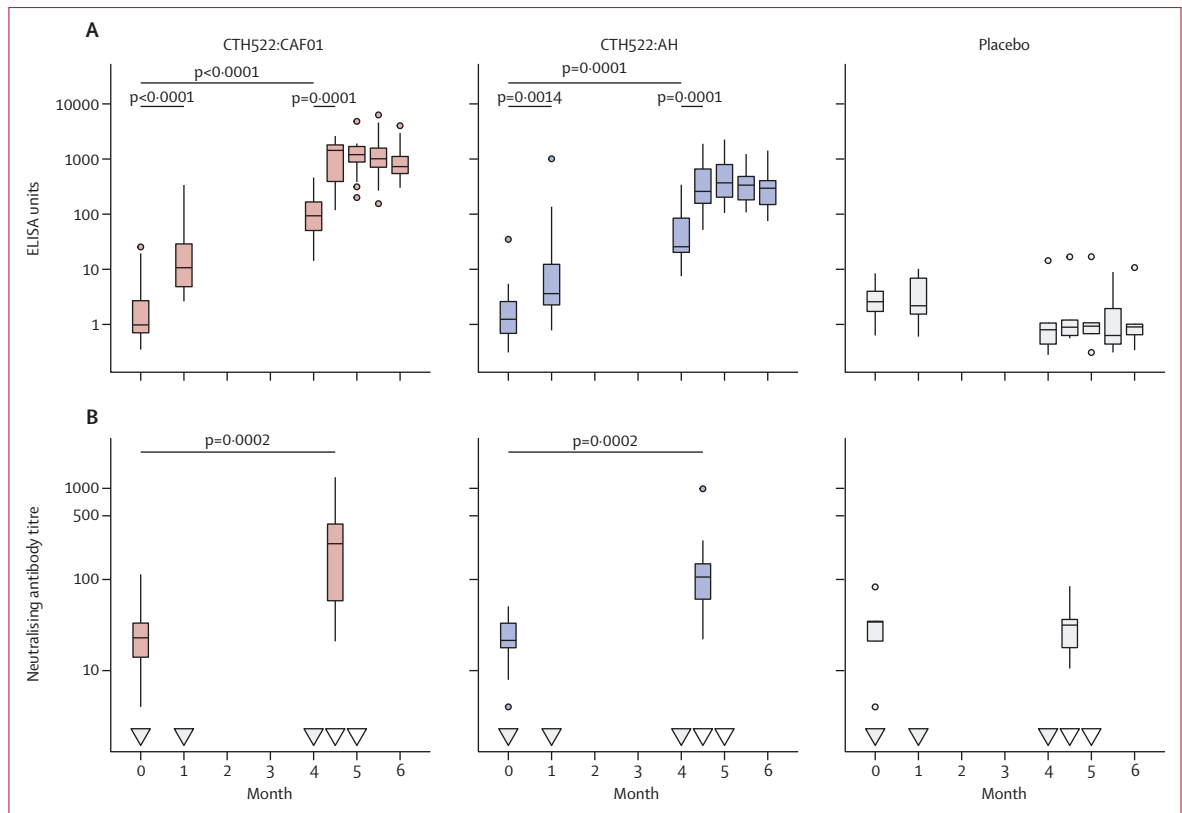 A
CTH522:CAF01
CTH522:AH
Placebo
p<0·0001
p<0·0001
p=0·0001
p=0·0001
p=0·0014
p=0·0001
ELISA units
10000
1000
100
10
1
B
p=0·0002
p=0·0002
Neutralising antibody titre
1000
500
100
10
0 1 2 3 4 5 6
0 1 2 3 4 5 6
0 1 2 3 4 5 6
Month
Month
Month